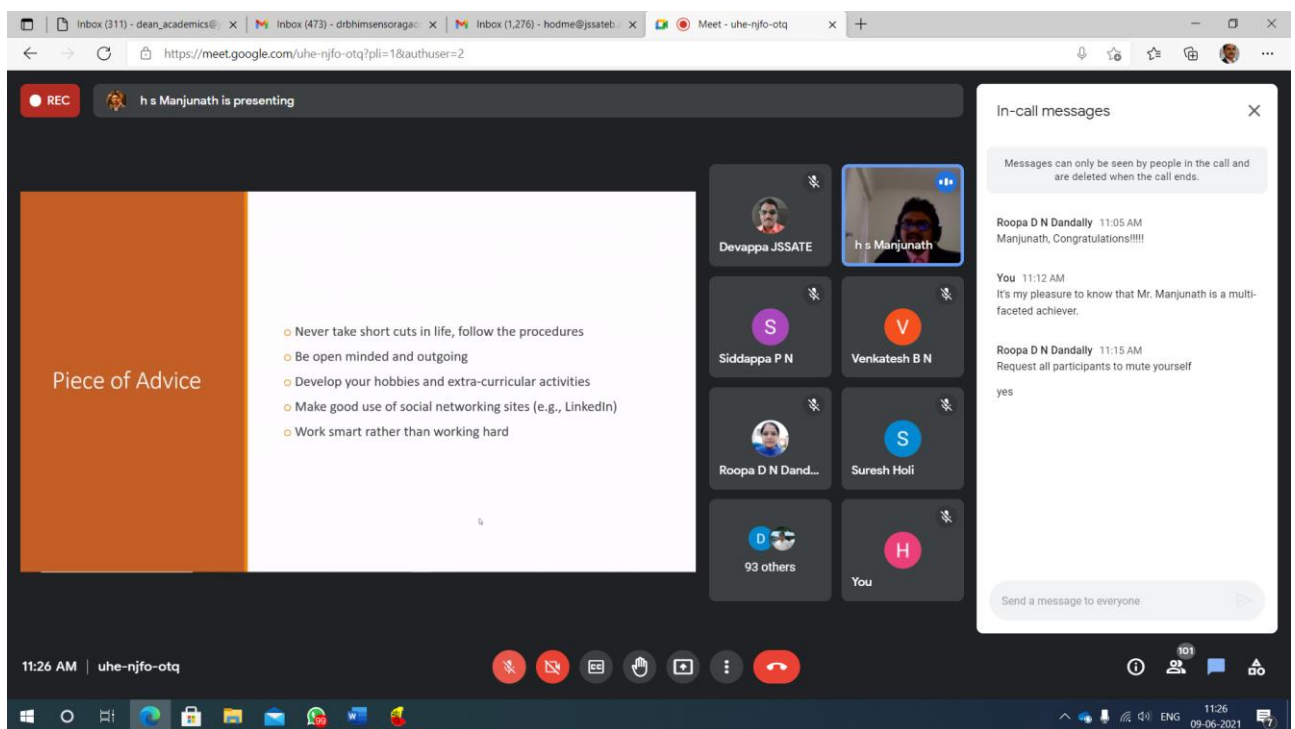 Inbox (311) - dean_academics@j
Inbox (473) - drbhimsensoragaon
Inbox (1,276) - hodme@jssateb.a
Meet - uhe-njfo-otq
https://meet.google.com/uhe-njfo-otq?pli=1&authuser=2
REC
h s Manjunath is presenting
Piece of Advice
Never take short cuts in life, follow the procedures
Be open minded and outgoing
Develop your hobbies and extra-curricular activities
Make good use of social networking sites (e.g., LinkedIn)
Work smart rather than working hard
Devappa JSSATE
h s Manjunath
S
Siddappa P N
V
Venkatesh B N
Roopa D N Dand...
S
Suresh Holi
D
93 others
H
You
In-call messages
Messages can only be seen by people in the call and
are deleted when the call ends.
Roopa D N Dandally 11:05 AM
Manjunath, Congratulations!!!!!
You 11:12 AM
It's my pleasure to know that Mr. Manjunath is a multi-
faceted achiever.
Roopa D N Dandally 11:15 AM
Request all participants to mute yourself
yes
Send a message to everyone
11:26 AM | uhe-njfo-otq
CC
101
99
W
ENG
11:26
09-06-2021
7